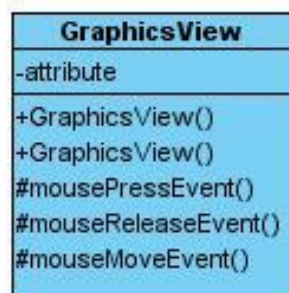 GraphicsView
-attribute
+GraphicsView()
+GraphicsView()
#mousePressEvent()
#mouseReleaseEvent()
#mouseMoveEvent()